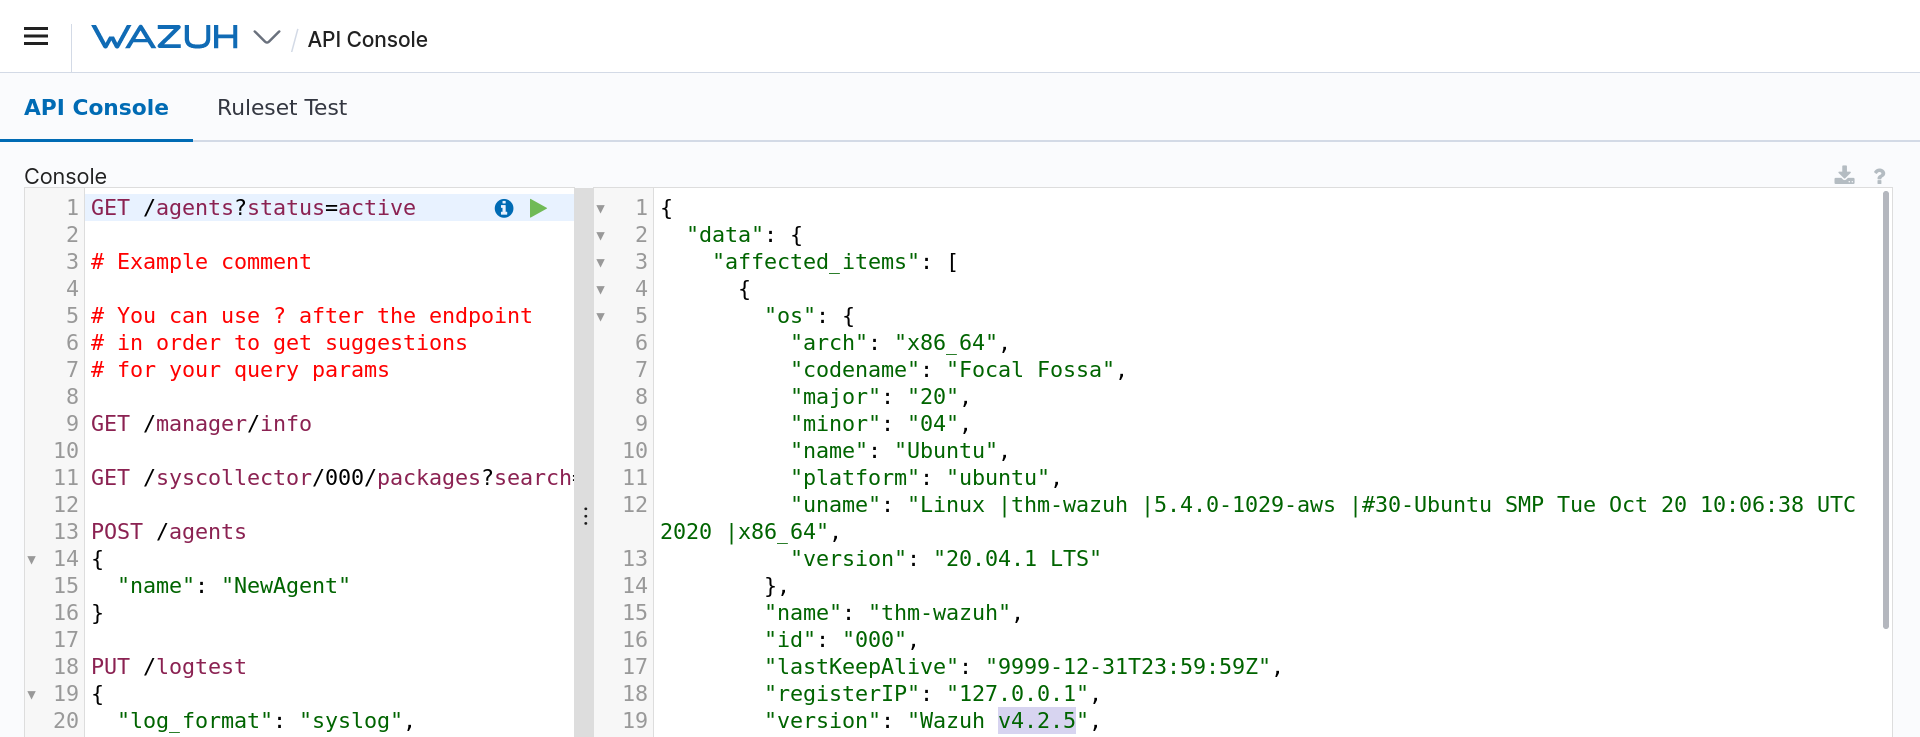 WAZUH / API Console
API Console Ruleset Test
Console ?
1 GET /agents?status=active
2
3 # Example comment
4
5 # You can use ? after the endpoint
6 # in order to get suggestions
7 # for your query params
8
9 GET /manager/info
10
11 GET /syscollector/000/packages?search=
12
13 POST /agents
14 {
15 "name": "NewAgent"
16 }
17
18 PUT /logtest
19 {
20 "log_format": "syslog",
1 {
2 "data": {
3 "affected_items": [
4 {
5 "os": {
6 "arch": "x86_64",
7 "codename": "Focal Fossa",
8 "major": "20",
9 "minor": "04",
10 "name": "Ubuntu",
11 "platform": "ubuntu",
12 "uname": "Linux |thm-wazuh |5.4.0-1029-aws |#30-Ubuntu SMP Tue Oct 20 10:06:38 UTC
2020 |x86_64",
13 "version": "20.04.1 LTS"
14 },
15 "name": "thm-wazuh",
16 "id": "000",
17 "lastKeepAlive": "9999-12-31T23:59:59Z",
18 "registerIP": "127.0.0.1",
19 "version": "Wazuh v4.2.5",